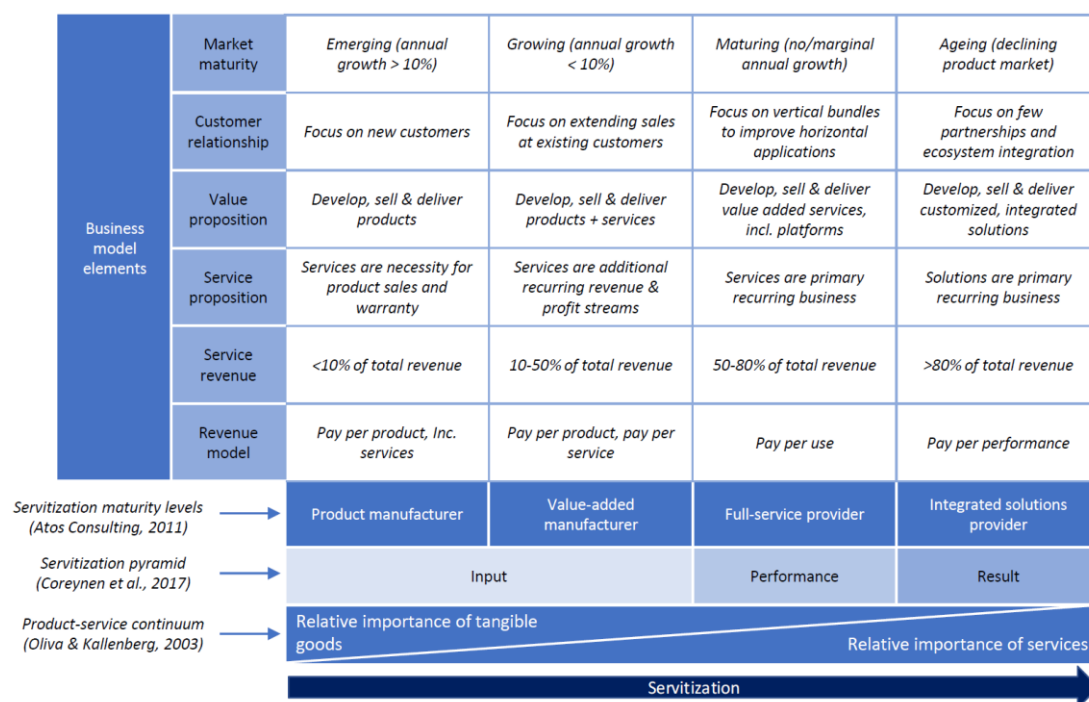 Market
maturity
Emerging (annual
growth > 10%)
Growing (annual growth
< 10%)
Maturing (no/marginal
annual growth)
Ageing (declining
product market)
Customer
relationship
Focus on new customers
Focus on extending sales
at existing customers
Focus on vertical bundles
to improve horizontal
applications
Focus on few
partnerships and
ecosystem integration
Business
model
elements
Value
proposition
Develop, sell & deliver
products
Develop, sell & deliver
products + services
Develop, sell & deliver
value added services,
incl. platforms
Develop, sell & deliver
customized, integrated
solutions
Service
proposition
Services are necessity for
product sales and
warranty
Services are additional
recurring revenue &
profit streams
Services are primary
recurring business
Solutions are primary
recurring business
Service
revenue
<10% of total revenue
10-50% of total revenue
50-80% of total revenue
>80% of total revenue
Revenue
model
Pay per product, Inc.
services
Pay per product, pay per
service
Pay per use
Pay per performance
Servitization maturity levels
(Atos Consulting, 2011)
Product manufacturer
Value-added
manufacturer
Full-service provider
Integrated solutions
provider
Servitization pyramid
(Coreynen et al., 2017)
Input
Performance
Result
Product-service continuum
(Oliva & Kallenberg, 2003)
Relative importance of tangible
goods
Relative importance of services
Servitization